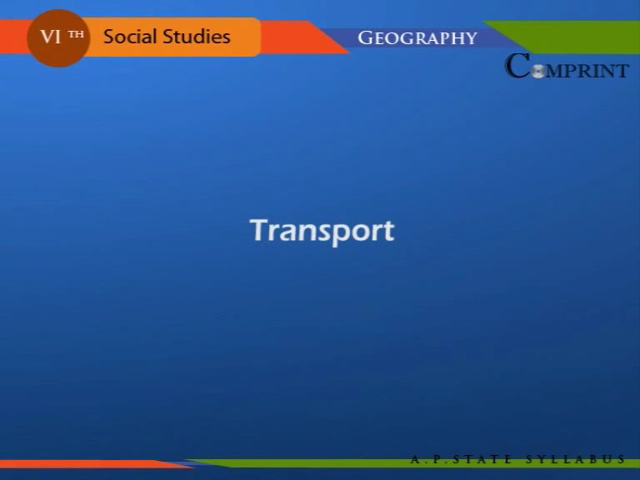 VI TH Social Studies
GEOGRAPHY
COMPRINT
Transport
A.P.STATE SYLLABUS